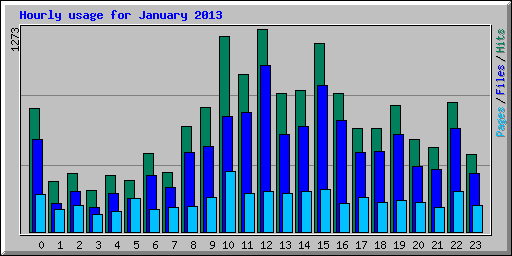 Hourly usage for January 2013
1273
Pages / Files / Hits
0 1 2 3 4 5 6 7 8 9 10 11 12 13 14 15 16 17 18 19 20 21 22 23